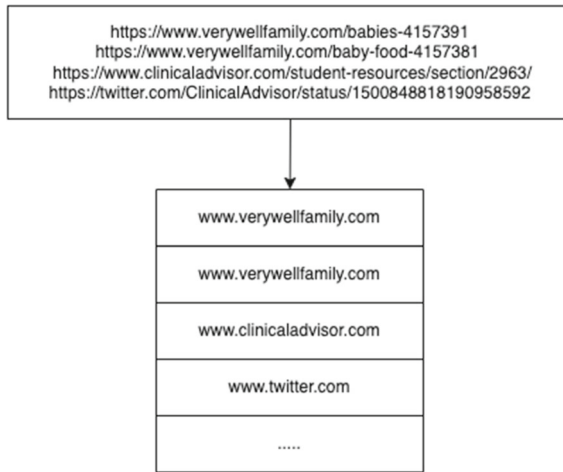 https://www.verywellfamily.com/babies-4157391
https://www.verywellfamily.com/baby-food-4157381
https://www.clinicaladvisor.com/student-resources/section/2963/
https://twitter.com/ClinicalAdvisor/status/1500848818190958592
www.verywellfamily.com
www.verywellfamily.com
www.clinicaladvisor.com
www.twitter.com
.....